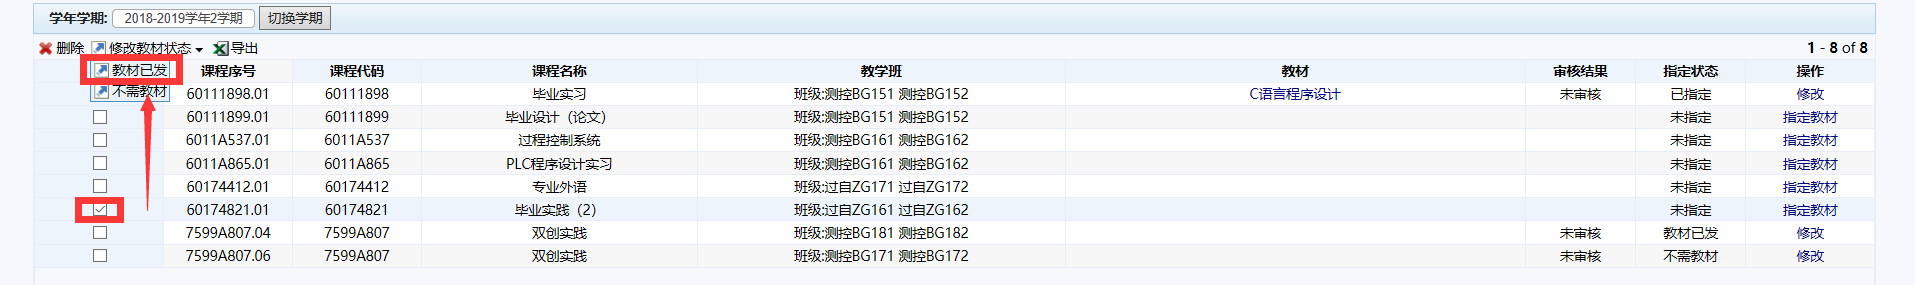 学年学期: 2018-2019学年2学期 切换学期
删除 修改教材状态 导出 1 - 8 of 8
教材已发 课程序号 课程代码 课程名称 教学班 教材 审核结果 指定状态 操作
不需教材 60111898.01 60111898 毕业实习 班级:测控BG151 测控BG152 C语言程序设计 未审核 已指定 修改
60111899.01 60111899 毕业设计（论文） 班级:测控BG151 测控BG152 未指定 指定教材
6011A537.01 6011A537 过程控制系统 班级:测控BG161 测控BG162 未指定 指定教材
6011A865.01 6011A865 PLC程序设计实习 班级:测控BG161 测控BG162 未指定 指定教材
60174412.01 60174412 专业外语 班级:过自ZG171 过自ZG172 未指定 指定教材
60174821.01 60174821 毕业实践（2） 班级:过自ZG161 过自ZG162 未指定 指定教材
7599A807.04 7599A807 双创实践 班级:测控BG181 测控BG182 未审核 教材已发 修改
7599A807.06 7599A807 双创实践 班级:测控BG171 测控BG172 未审核 不需教材 修改